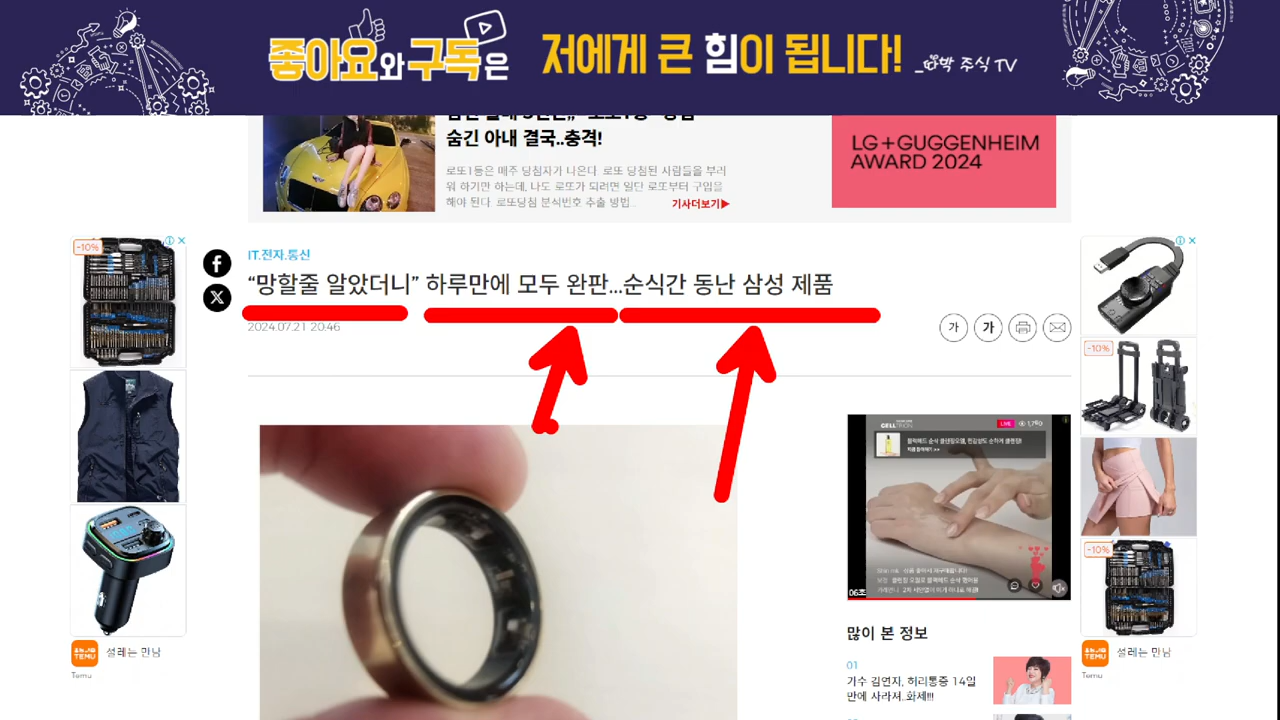 좋아요와 구독은 저에게 큰 힘이 됩니다!
박 주식 TV
숨긴 아내 결국..충격!
로또1등은 매주 당첨자가 나온다. 로또 당첨된 사람들을 부러
워 하기만 하는데, 나도 로또가 되려면 일단 로또부터 구입을
해야 된다. 로또당첨 분석번호 추출 방법..
기사더보기▶
LG+GUGGENHEIM
AWARD 2024
IT.전자.통신
“망할줄 알았더니” 하루만에 모두 완판...순식간 동난 삼성 제품
2024.07.21 20:46
가
가
-10%
TEMU
설레는 만남
Temu
CELLTRION
LIVE
06초
많이 본 정보
01
가수 김연자, 허리통증 14일
만에 사라져..화제!!!
-10%
-10%
TEMU
설레는 만남
Temu